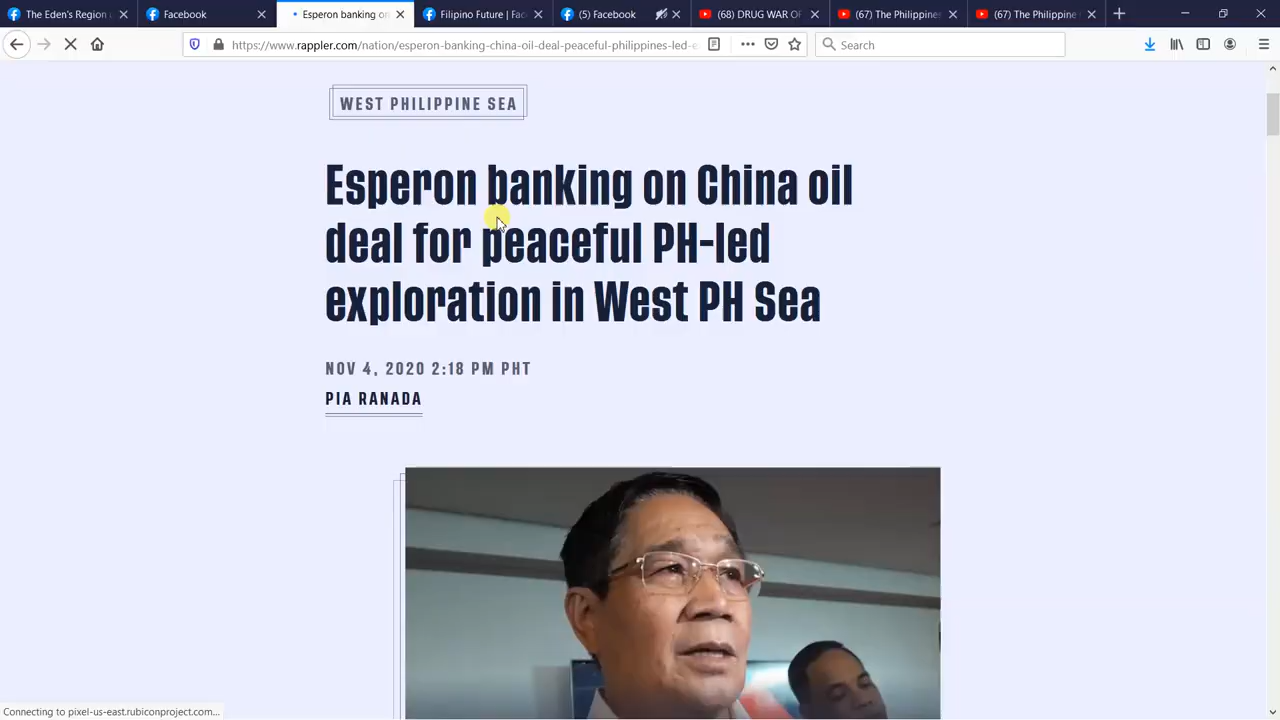 The Eden's Region
Facebook
Esperon banking on
Filipino Future | Fac
(5) Facebook
(68) DRUG WAR OF
(67) The Philippines
(67) The Philippine
https://www.rappler.com/nation/esperon-banking-china-oil-deal-peaceful-philippines-led-e
Search
WEST PHILIPPINE SEA
Esperon banking on China oil
deal for peaceful PH-led
exploration in West PH Sea
NOV 4, 2020 2:18 PM PHT
PIA RANADA
Connecting to pixel-us-east.rubiconproject.com...